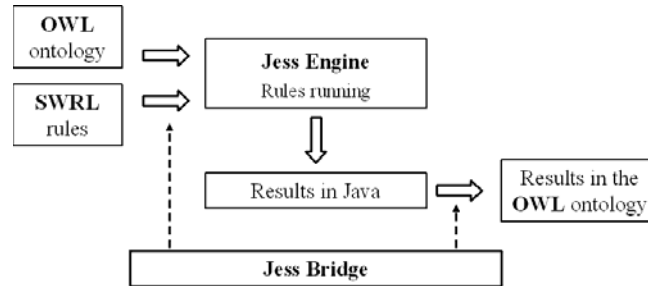 OWL
ontology
SWRL
rules
Jess Engine
Rules running
Results in Java
Results in the
OWL ontology
Jess Bridge